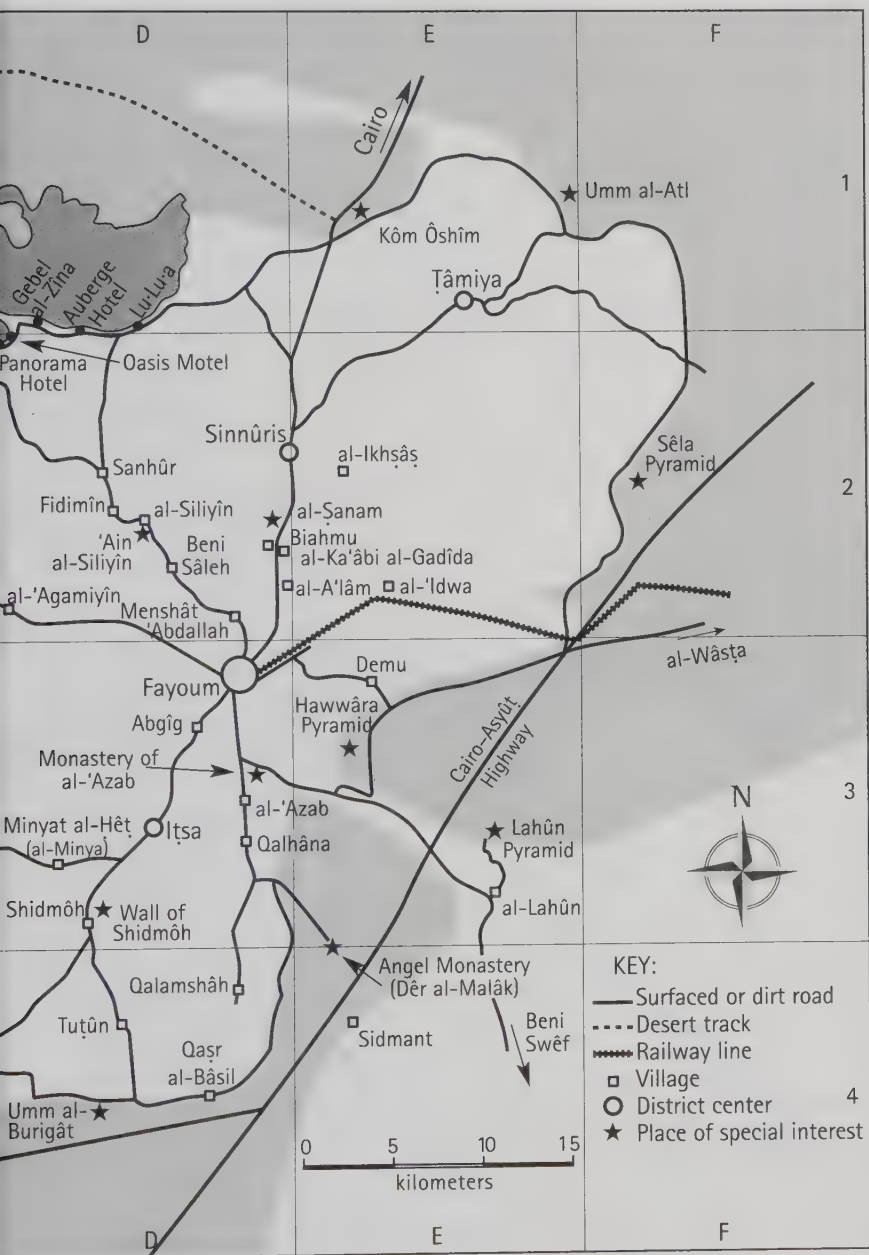 D
E
F
Cairo
1
Umm al-Atl
Kôm Ôshîm
Ṭâmiya
Gebel
al-Zîna
Auberge
Hotel
Lu·Lu·a
Panorama
Hotel
Oasis Motel
Sinnûris
al-Ikhṣâṣ
Sêla
Pyramid
Sanhûr
2
Fidimîn
al-Siliyîn
al-Ṣanam
'Ain
al-Siliyîn
Beni
Sâleh
Biahmu
al-Ka'âbi al-Gadîda
al-'Agamiyîn
al-A'lâm
al-'Idwa
Menshât
'Abdallah
al-Wâsṭa
Fayoum
Demu
Hawwâra
Pyramid
Abgîg
Cairo-Asyûṭ
Highway
Monastery of
al-'Azab
3
al-'Azab
N
Minyat al-Ḥêṭ
(al-Minya)
Iṭsa
Qalhâna
Lahûn
Pyramid
al-Lahûn
Shidmôh
Wall of
Shidmôh
Angel Monastery
(Dêr al-Malâk)
KEY:
Surfaced or dirt road
Desert track
Railway line
Village
District center
Place of special interest
Qalamshâh
Tuṭûn
Sidmant
Beni
Swêf
Qaṣr
al-Bâsil
4
Umm al-
Burigât
0 5 10 15
kilometers
D
E
F